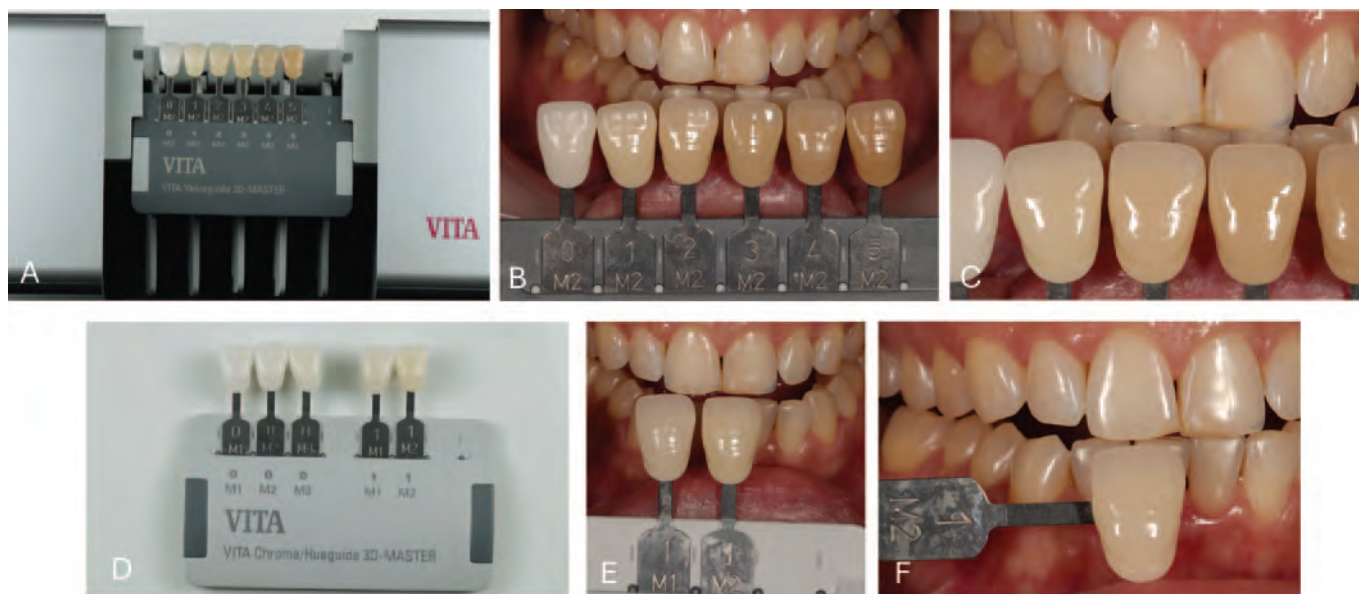 0 1 2 3 4 5
M2 M2 M2 M2 M2 M2
0 1 2 3 4 5
M2 M2 M2 M2 M2 M2
VITA
VITA Valueguide 3D-MASTER
VITA
A
0 1 2 3 4 5
M2 M2 M2 M2 M2 M2
B
C
0 0 0 1 1
M1 M2 M3 M1 M2
0 0 0 1 1
M1 M2 M3 M1 M2
VITA
VITA Chroma/Hueguide 3D-MASTER
D
1 1
M1 M2
E
1
M2
F